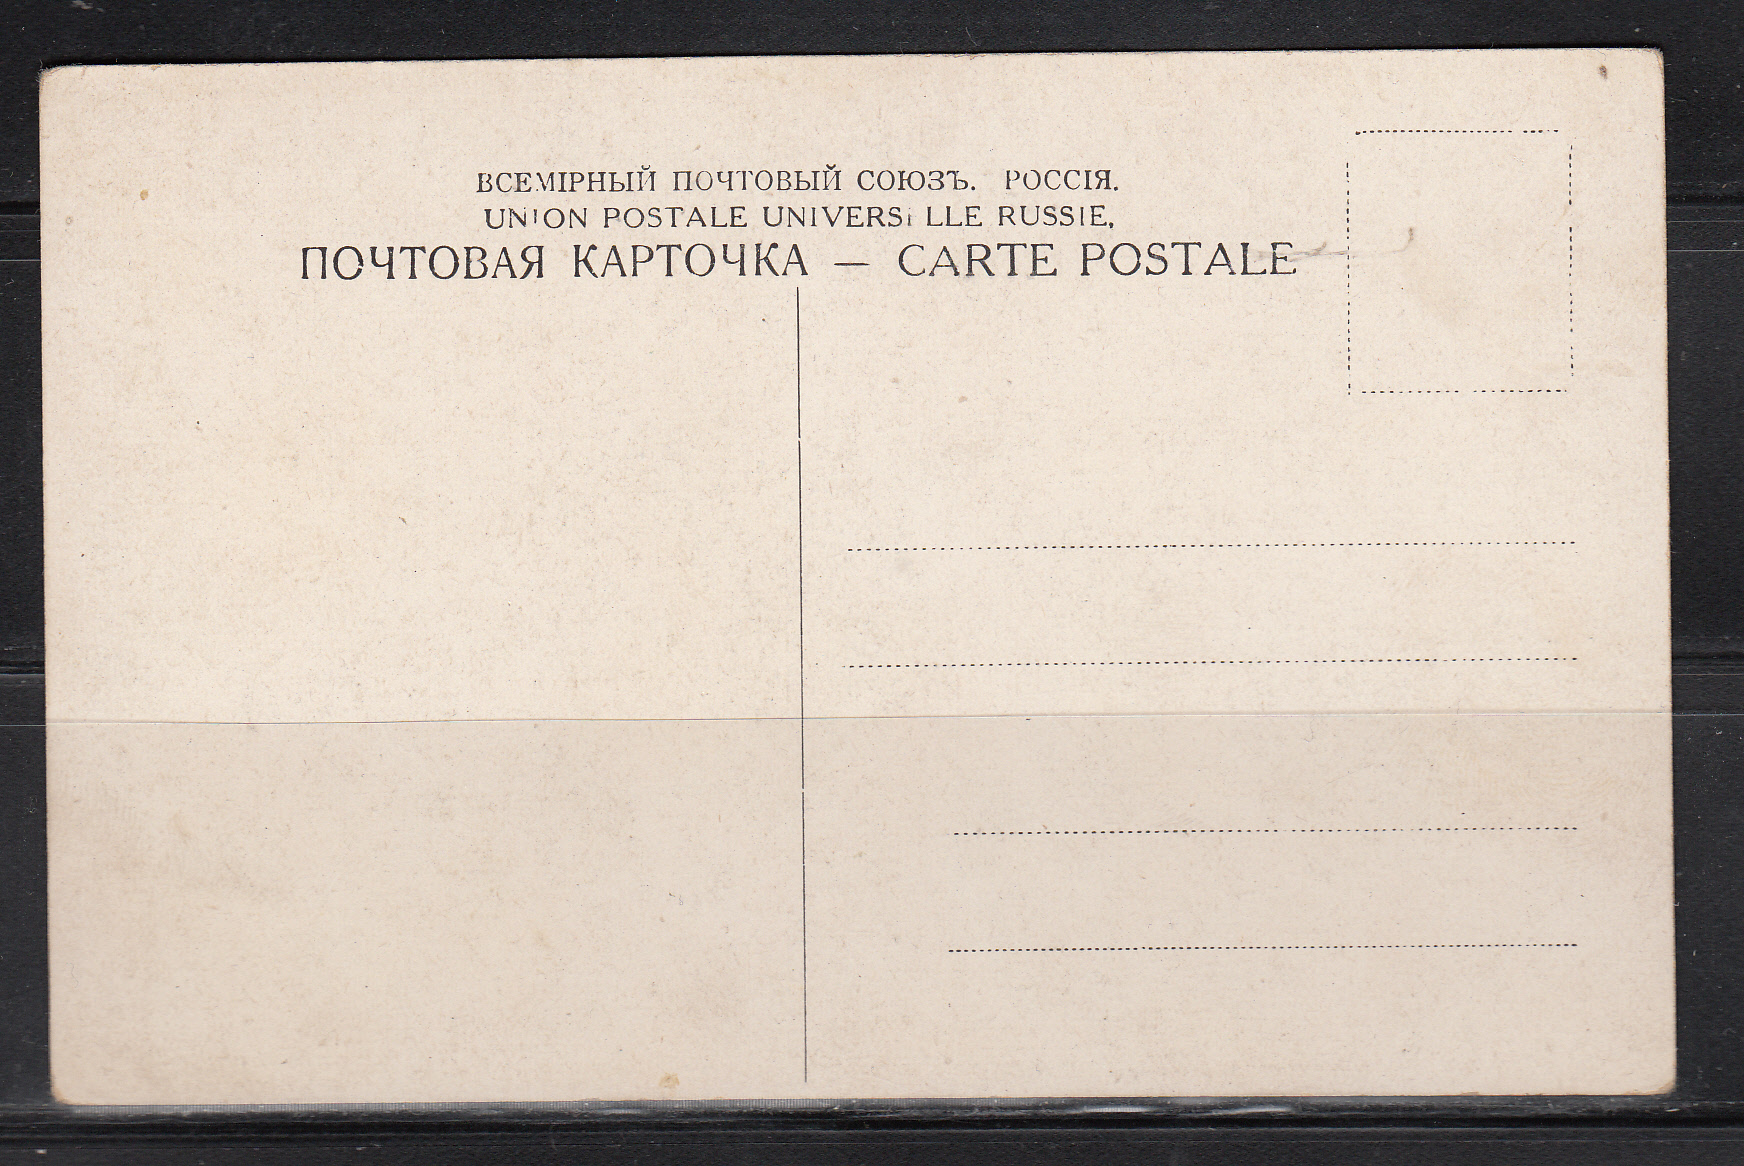 ВСЕМІРНЫЙ ПОЧТОВЫЙ СОЮЗЪ. РОССІЯ.
UNION POSTALE UNIVERSELLE RUSSIE.
ПОЧТОВАЯ КАРТОЧКА — CARTE POSTALE